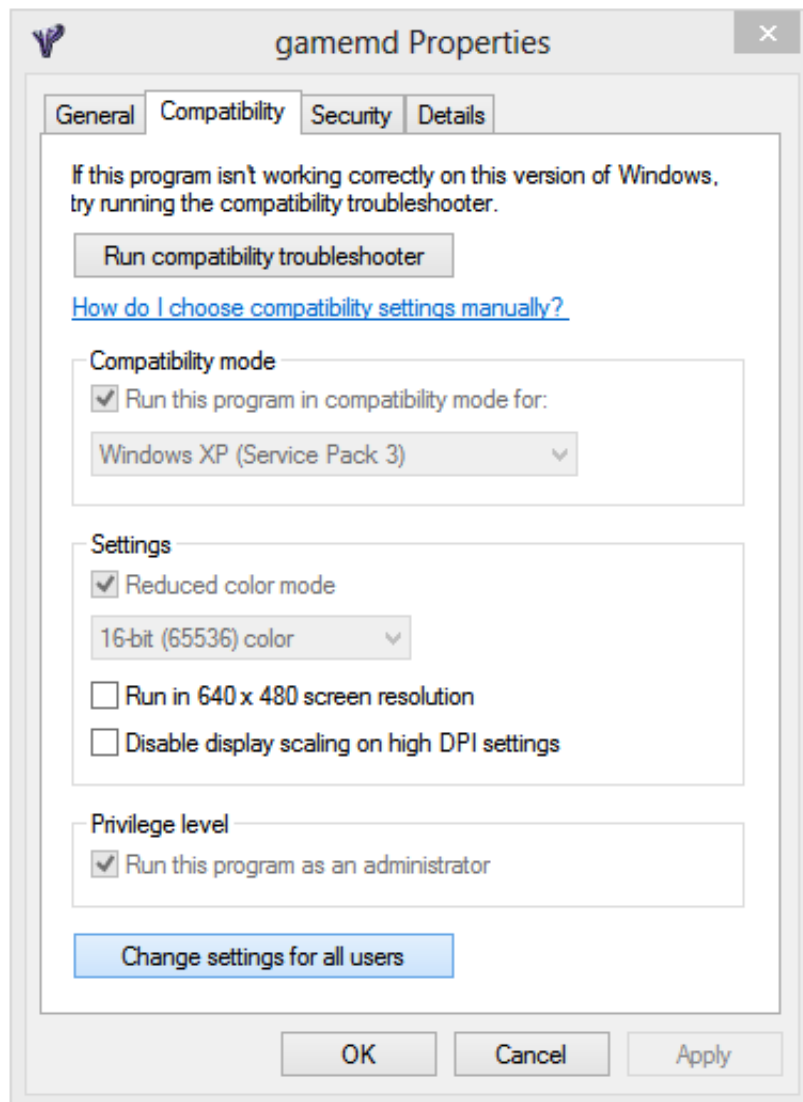 gamemd Properties
General Compatibility Security Details
If this program isn't working correctly on this version of Windows,
try running the compatibility troubleshooter.
Run compatibility troubleshooter
How do I choose compatibility settings manually?
Compatibility mode
Run this program in compatibility mode for:
Windows XP (Service Pack 3)
Settings
Reduced color mode
16-bit (65536) color
Run in 640 x 480 screen resolution
Disable display scaling on high DPI settings
Privilege level
Run this program as an administrator
Change settings for all users
OK Cancel Apply